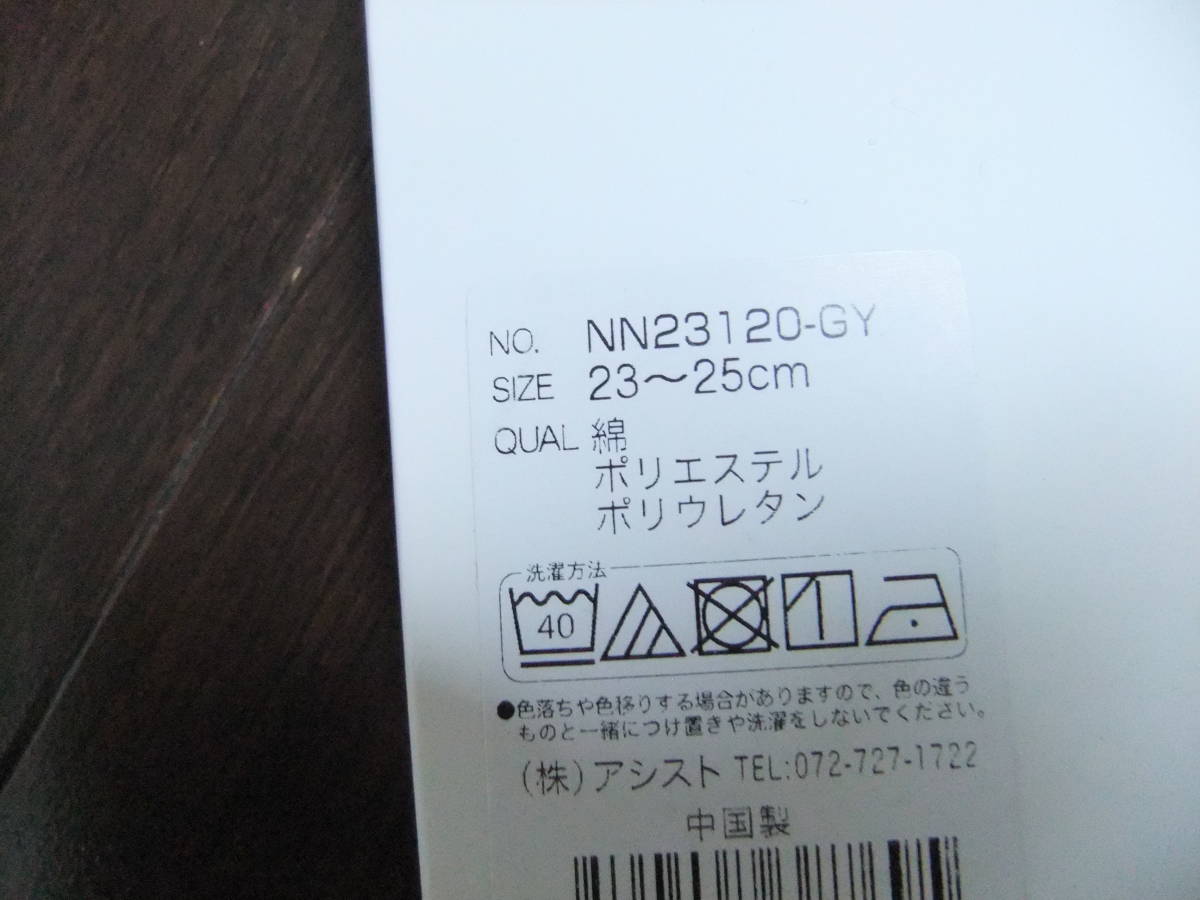 NO. NN23120-GY
SIZE 23～25cm
QUAL 綿
ポリエステル
ポリウレタン
洗濯方法
40
●色落ちや色移りする場合がありますので、色の違う
ものと一緒につけ置きや洗濯をしないでください。
(株)アシスト TEL:072-727-1722
中国製